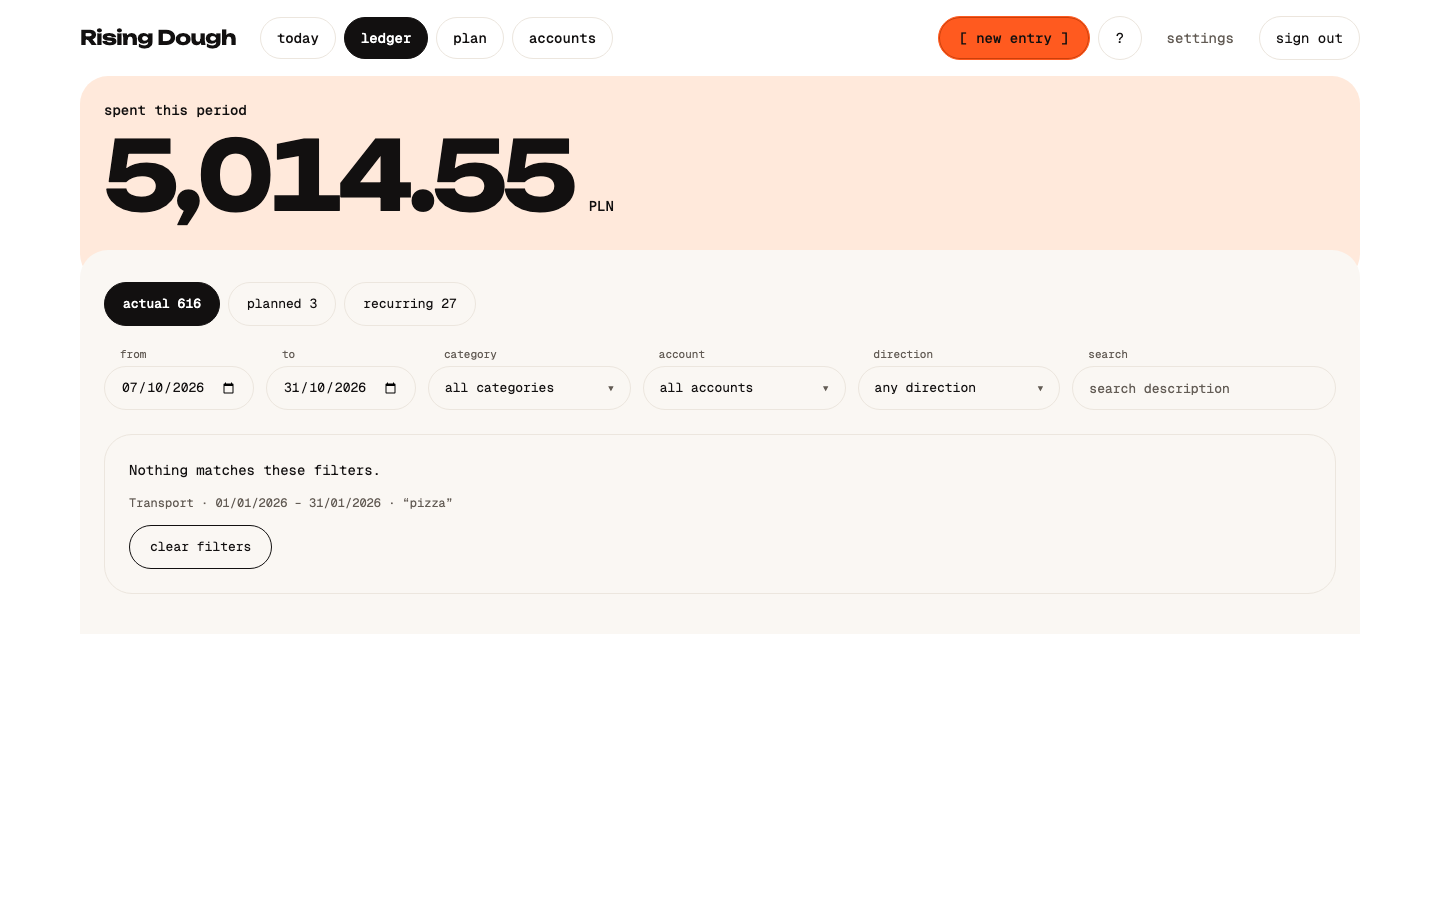 Rising Dough today ledger plan accounts [ new entry ] ? settings sign out
spent this period
5,014.55 PLN
actual 616 planned 3 recurring 27
from to category account direction search
07/10/2026 31/10/2026 all categories all accounts any direction search description
Nothing matches these filters.
Transport · 01/01/2026 – 31/01/2026 · “pizza”
clear filters